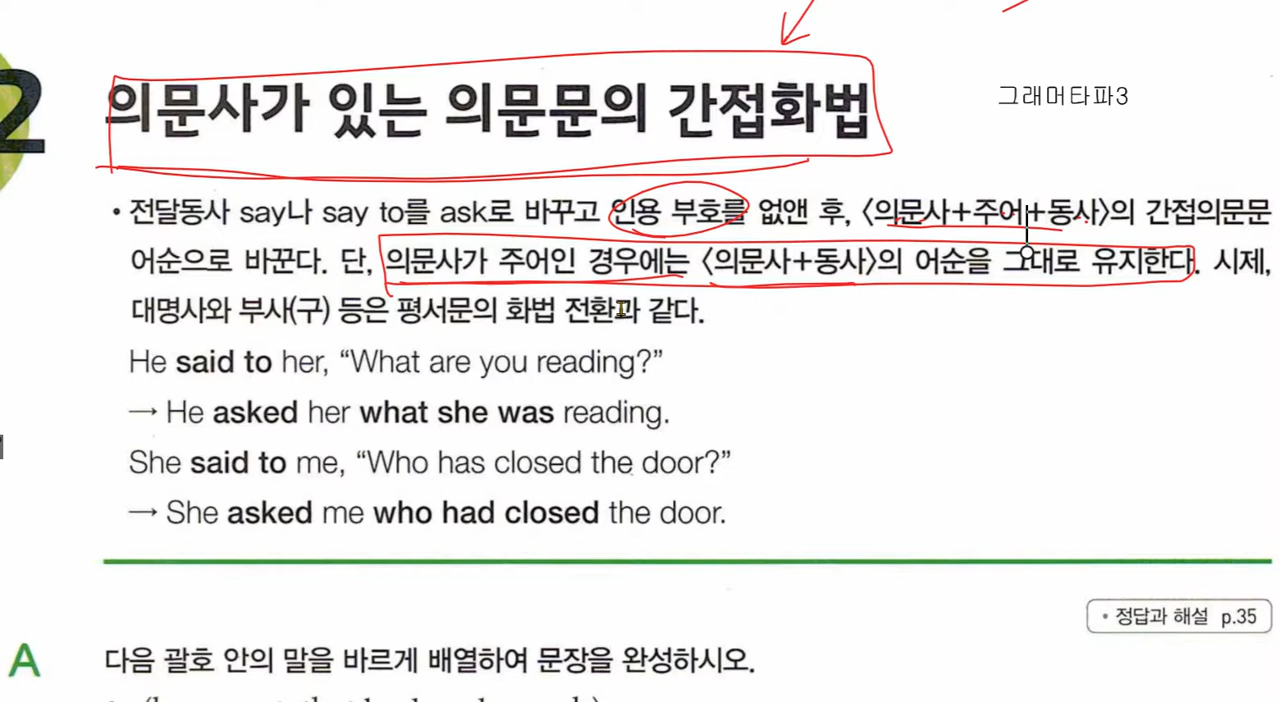 2 의문사가 있는 의문문의 간접화법
그래머타파3
• 전달동사 say나 say to를 ask로 바꾸고 인용 부호를 없앤 후, 〈의문사+주어+동사〉의 간접의문문
어순으로 바꾼다. 단, 의문사가 주어인 경우에는 〈의문사+동사〉의 어순을 그대로 유지한다. 시제,
대명사와 부사(구) 등은 평서문의 화법 전환과 같다.
He said to her, “What are you reading?”
→ He asked her what she was reading.
She said to me, “Who has closed the door?”
→ She asked me who had closed the door.
• 정답과 해설 p.35
A 다음 괄호 안의 말을 바르게 배열하여 문장을 완성하시오.